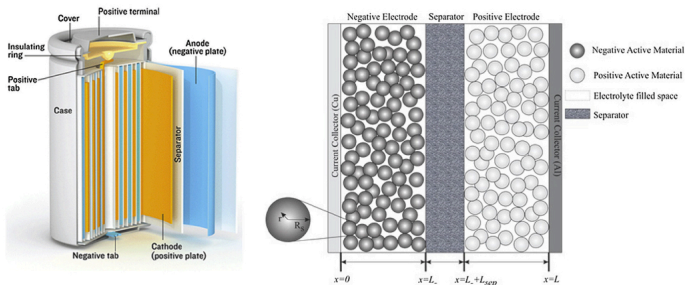 Cover
Positive terminal
Insulating
ring
Positive
tab
Case
Anode
(negative plate)
Separator
Cathode
(positive plate)
Negative tab
Negative Electrode
Separator
Positive Electrode
Current Collector (Cu)
Current Collector (Al)
r
Rs
x=0
x=L-
x=L-+Lsep
x=L
Negative Active Material
Positive Active Material
Electrolyte filled space
Separator